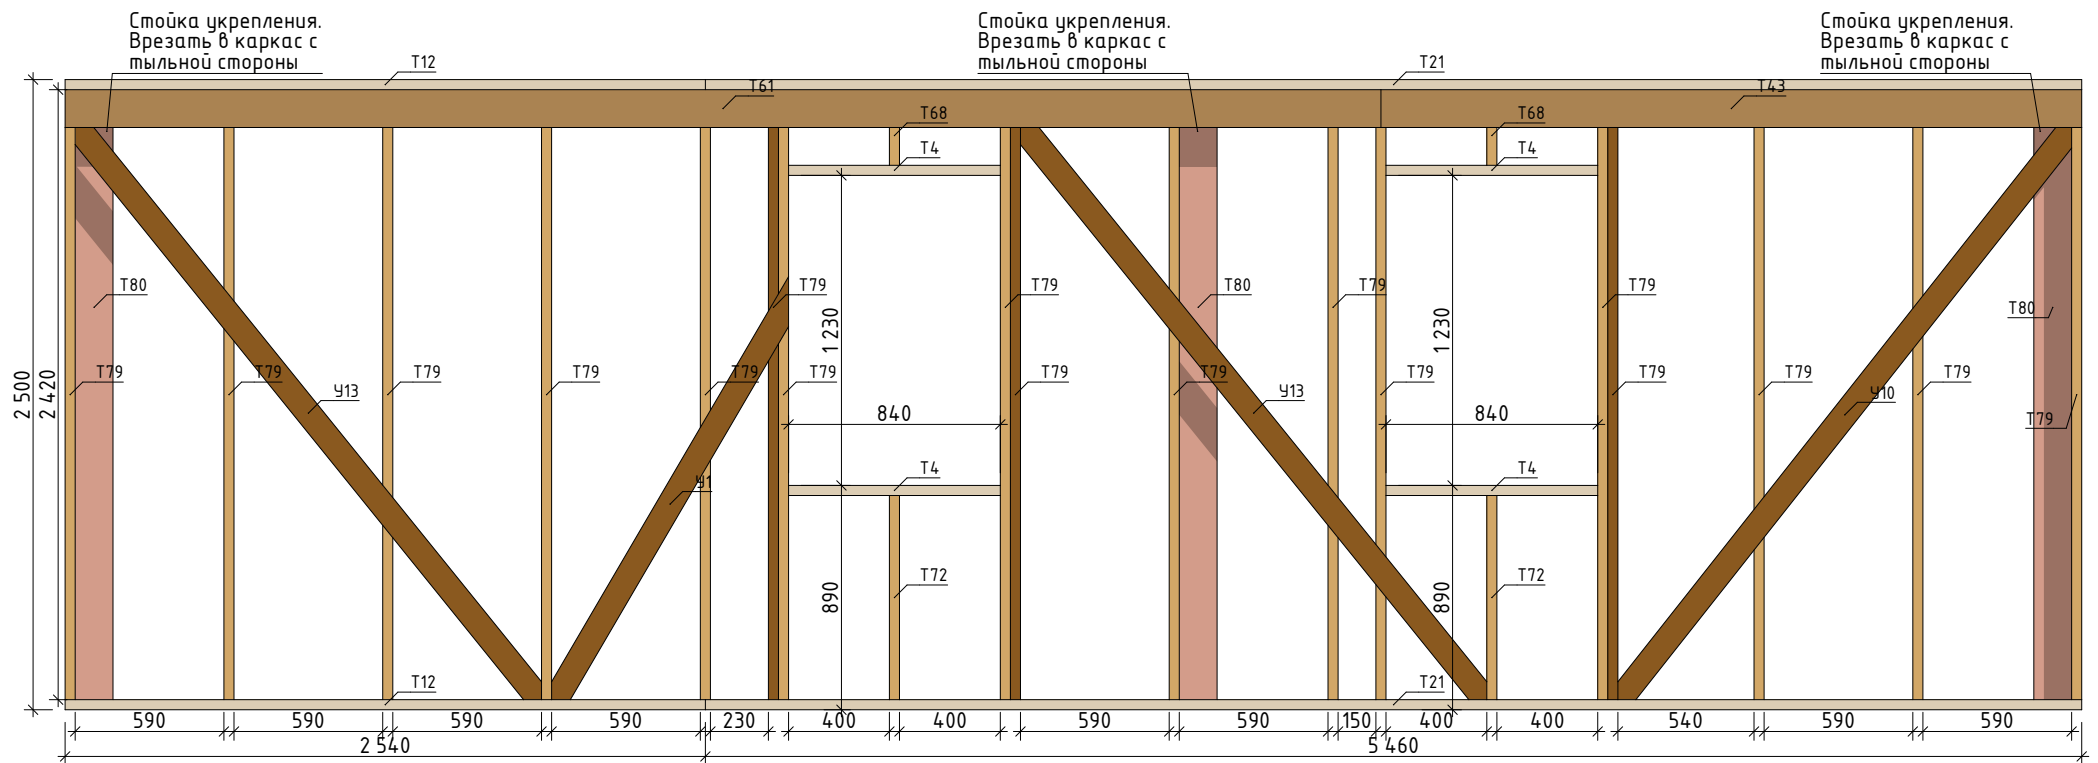 Стойка укрепления.
Врезать в каркас с
тыльной стороны
Стойка укрепления.
Врезать в каркас с
тыльной стороны
Стойка укрепления.
Врезать в каркас с
тыльной стороны
Т12
Т21
Т61
Т43
Т68
Т68
Т4
Т4
Т80
Т79
Т79
Т80
Т79
Т79
Т80
1 230
1 230
Т79
Т79
Т79
Т79
Т79
Т79
Т79
Т79
Т79
Т79
Т79
Т79
У13
У13
У10
2 500
2 420
840
840
Т79
Т4
Т4
У1
Т72
Т72
890
890
Т12
Т21
590
590
590
590
230
400
400
590
590
150
400
400
540
590
590
2 540
5 460